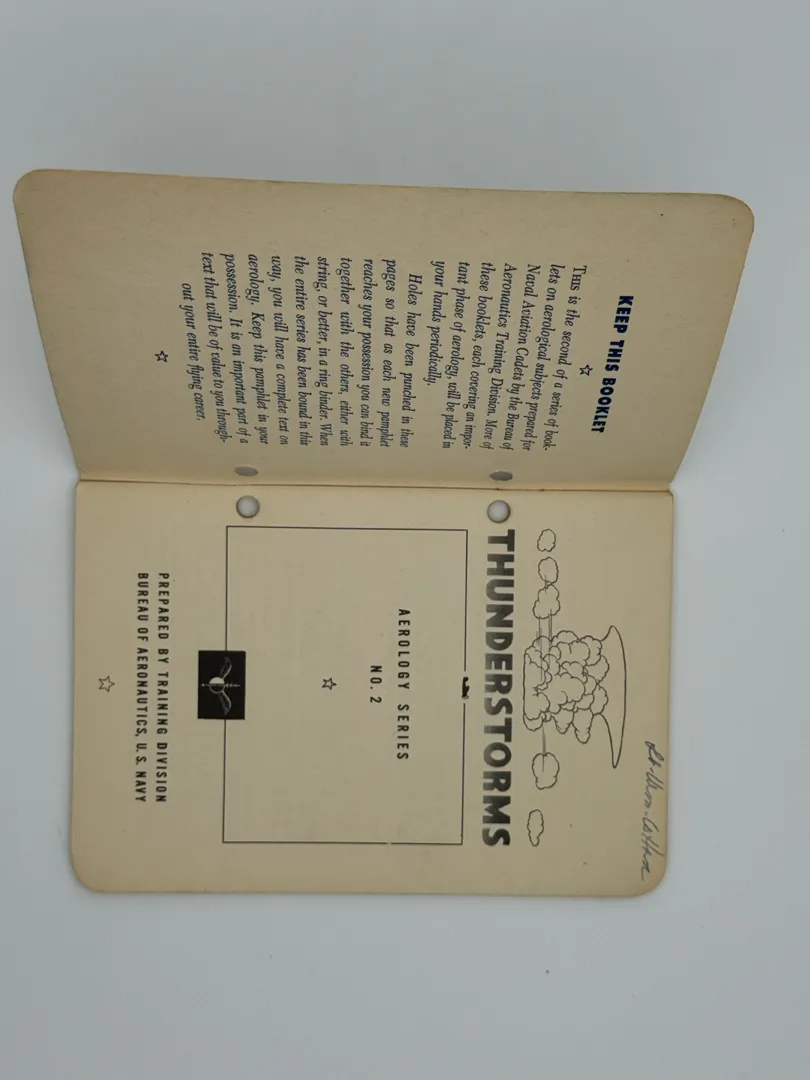 KEEP THIS BOOKLET
THIS is the second of a series of book-
lets on aerological subjects prepared for
Naval Aviation Cadets by the Bureau of
Aeronautics Training Division. More of
these booklets, each covering an impor-
tant phase of aerology, will be placed in
your hands periodically.
Holes have been punched in these
pages so that as each new pamphlet
reaches your possession you can bind it
together with the others, either with
string, or better, in a ring binder. When
the entire series has been bound in this
way, you will have a complete text on
aerology. Keep this pamphlet in your
possession. It is an important part of a
text that will be of value to you through-
out your entire flying career.
THUNDERSTORMS
AEROLOGY SERIES
NO. 2
PREPARED BY TRAINING DIVISION
BUREAU OF AERONAUTICS, U. S. NAVY